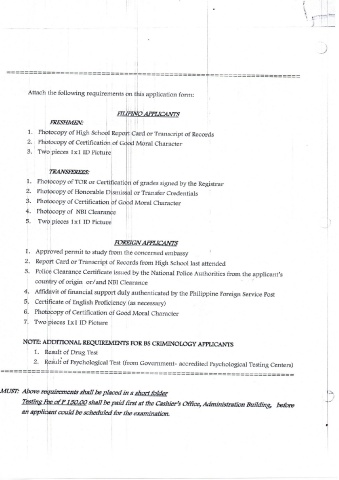 Attach the following requirements on this application form:
FILIPINO APPLICANTS
FRESHMEN:
1. Photocopy of High School Report Card or Transcript of Records
2. Photocopy of Certification of Good Moral Character
3. Two pieces 1x1 ID Picture
TRANSFEREES:
1. Photocopy of TOR or Certification of grades signed by the Registrar
2. Photocopy of Honorable Dismissal or Transfer Credentials
3. Photocopy of Certification of Good Moral Character
4. Photocopy of NBI Clearance
5. Two pieces 1x1 ID Picture
FOREIGN APPLICANTS
1. Approved permit to study from the concerned embassy
2. Report Card or Transcript of Records from High School last attended
3. Police Clearance Certificate issued by the National Police Authorities from the applicant's
country of origin or/and NBI Clearance
4. Affidavit of financial support duly authenticated by the Philippine Foreign Service Post
5. Certificate of English Proficiency (as necessary)
6. Photocopy of Certification of Good Moral Character
7. Two pieces 1x1 ID Picture
NOTE: ADDITIONAL REQUIREMENTS FOR BS CRIMINOLOGY APPLICANTS
1. Result of Drug Test
2. Result of Psychological Test (from Government- accredited Psychological Testing Centers)
MUST: Above requirements shall be placed in a short folder
Testing Fee of P 150.00 shall be paid first at the Cashier's Office, Administration Building, before
an applicant could be scheduled for the examination.